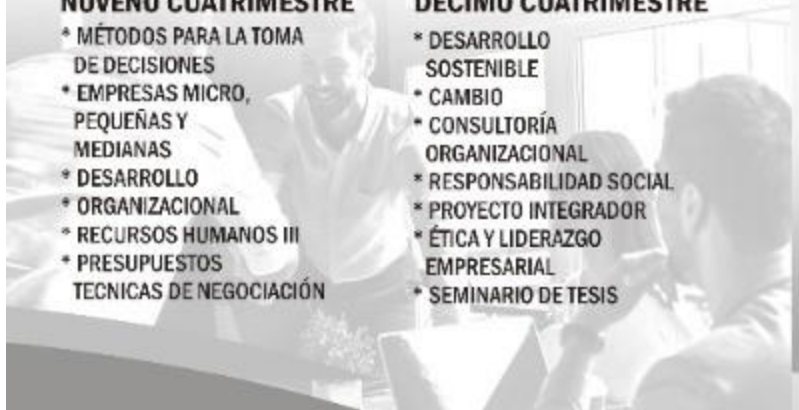 NOVENO CUATRIMESTRE
* MÉTODOS PARA LA TOMA
DE DECISIONES
* EMPRESAS MICRO,
PEQUEÑAS Y
MEDIANAS
* DESARROLLO
* ORGANIZACIONAL
* RECURSOS HUMANOS III
* PRESUPUESTOS
TECNICAS DE NEGOCIACIÓN
DÉCIMO CUATRIMESTRE
* DESARROLLO
SOSTENIBLE
* CAMBIO
* CONSULTORÍA
ORGANIZACIONAL
* RESPONSABILIDAD SOCIAL
* PROYECTO INTEGRADOR
* ÉTICA Y LIDERAZGO
EMPRESARIAL
* SEMINARIO DE TESIS